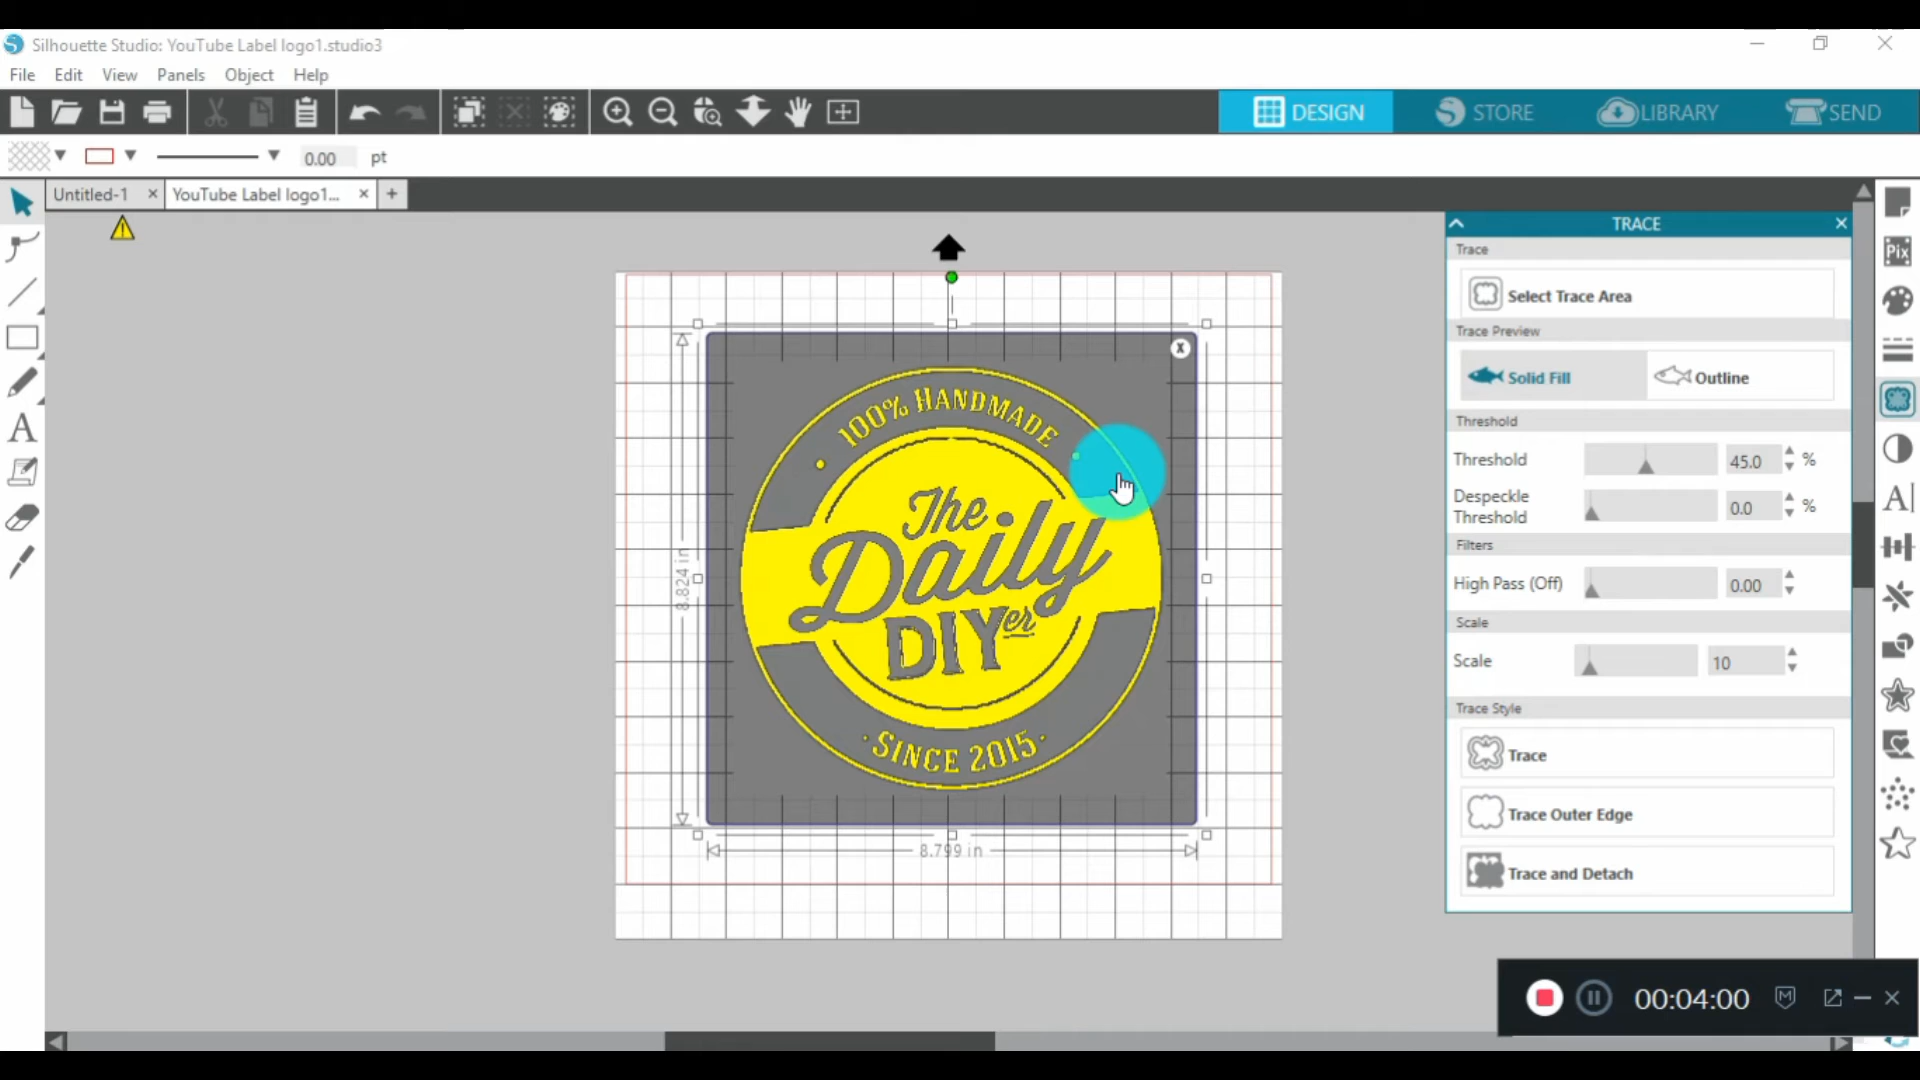 Silhouette Studio: YouTube Label logo1.studio3
File Edit View Panels Object Help
DESIGN STORE LIBRARY SEND
0.00 pt
Untitled-1 YouTube Label logo1... +
TRACE
Trace
Select Trace Area
Trace Preview
Solid Fill Outline
Threshold
Threshold 45.0 %
Despeckle
Threshold 0.0 %
Filters
High Pass (Off) 0.00
Scale
Scale 10
Trace Style
Trace
Trace Outer Edge
Trace and Detach
Pix
X
100% HANDMADE
The
Daily
DIYer
· SINCE 2015 ·
8.824 in
8.799 in
00:04:00